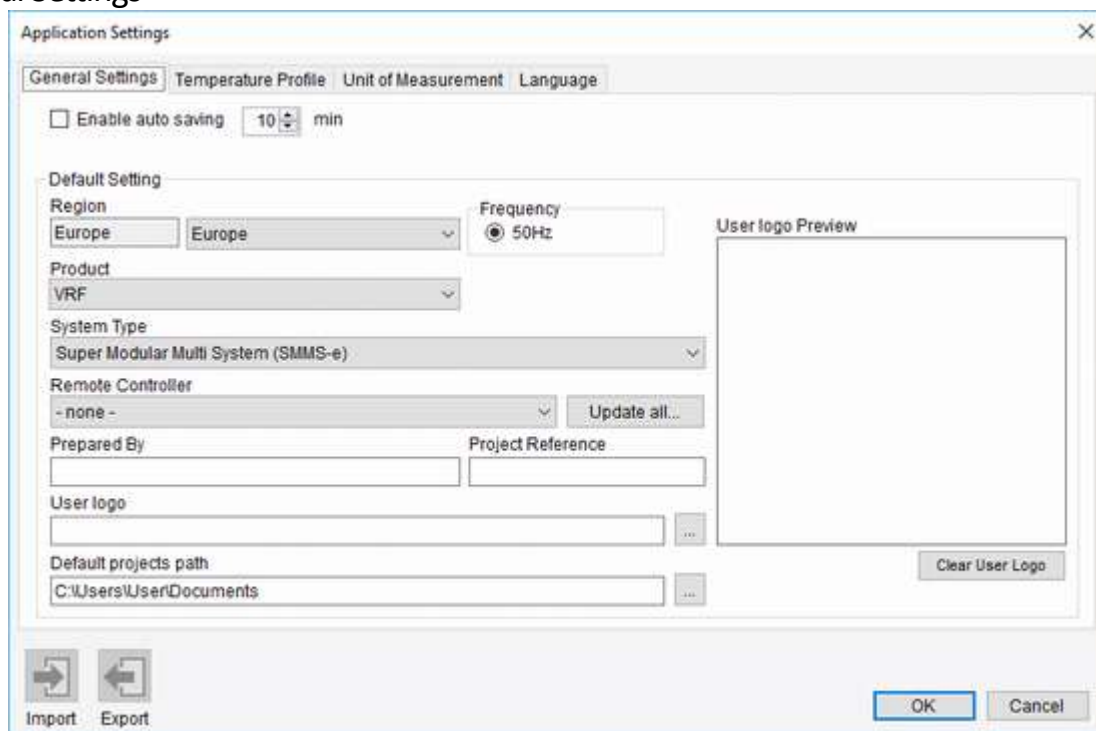 Settings
Application Settings
General Settings Temperature Profile Unit of Measurement Language
Enable auto saving 10 min
Default Setting
Region
Frequency
Europe Europe 50Hz
User logo Preview
Product
VRF
System Type
Super Modular Multi System (SMMS-e)
Remote Controller
- none - Update all...
Prepared By Project Reference
User logo
...
Default projects path
Clear User Logo
C:\Users\User\Documents ...
Import Export
OK Cancel